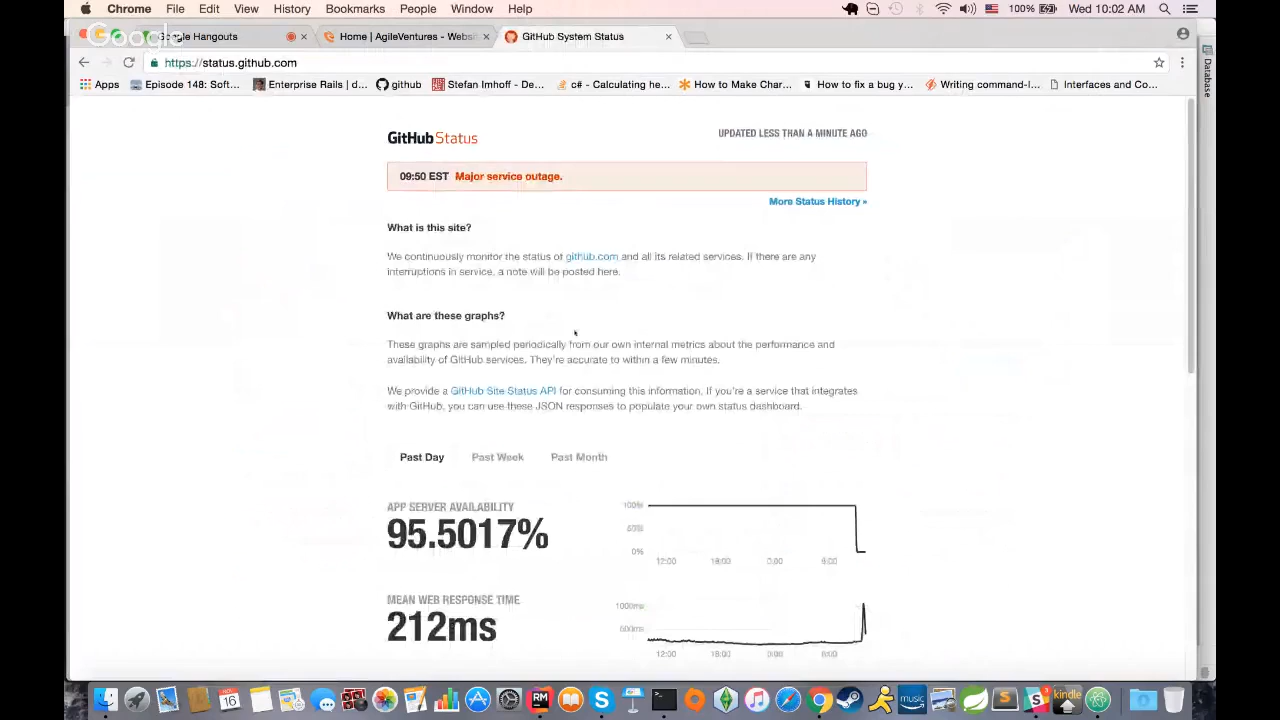 Chrome File Edit View History Bookmarks People Window Help 100% Wed 10:02 AM
Google
Google Hangouts Home | AgileVentures - Websi GitHub System Status
https://status.github.com
Apps Episode 148: Soft... Enterprise Rails | d... github Stefan Imhoff - De... c# - Calculating he... How to Make Char... How to fix a bug y... Writing command-l... Interfaces and Co...
Database
GitHub Status UPDATED LESS THAN A MINUTE AGO
09:50 EST Major service outage.
More Status History »
What is this site?
We continuously monitor the status of github.com and all its related services. If there are any
interruptions in service, a note will be posted here.
What are these graphs?
These graphs are sampled periodically from our own internal metrics about the performance and
availability of GitHub services. They're accurate to within a few minutes.
We provide a GitHub Site Status API for consuming this information. If you're a service that integrates
with GitHub, you can use these JSON responses to populate your own status dashboard.
Past Day Past Week Past Month
APP SERVER AVAILABILITY
95.5017%
100%
50%
0%
12:00 18:00 0:00 6:00
MEAN WEB RESPONSE TIME
212ms
1000ms
500ms
12:00 18:00 0:00 6:00
16 RM S music S 3 kindle